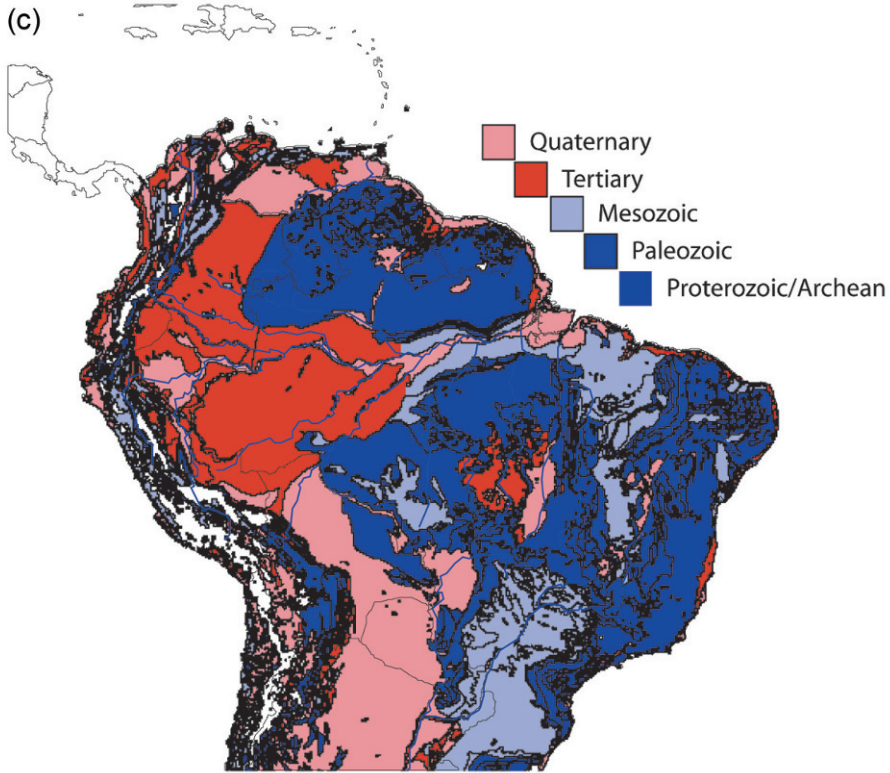 (c)
Quaternary
Tertiary
Mesozoic
Paleozoic
Proterozoic/Archean